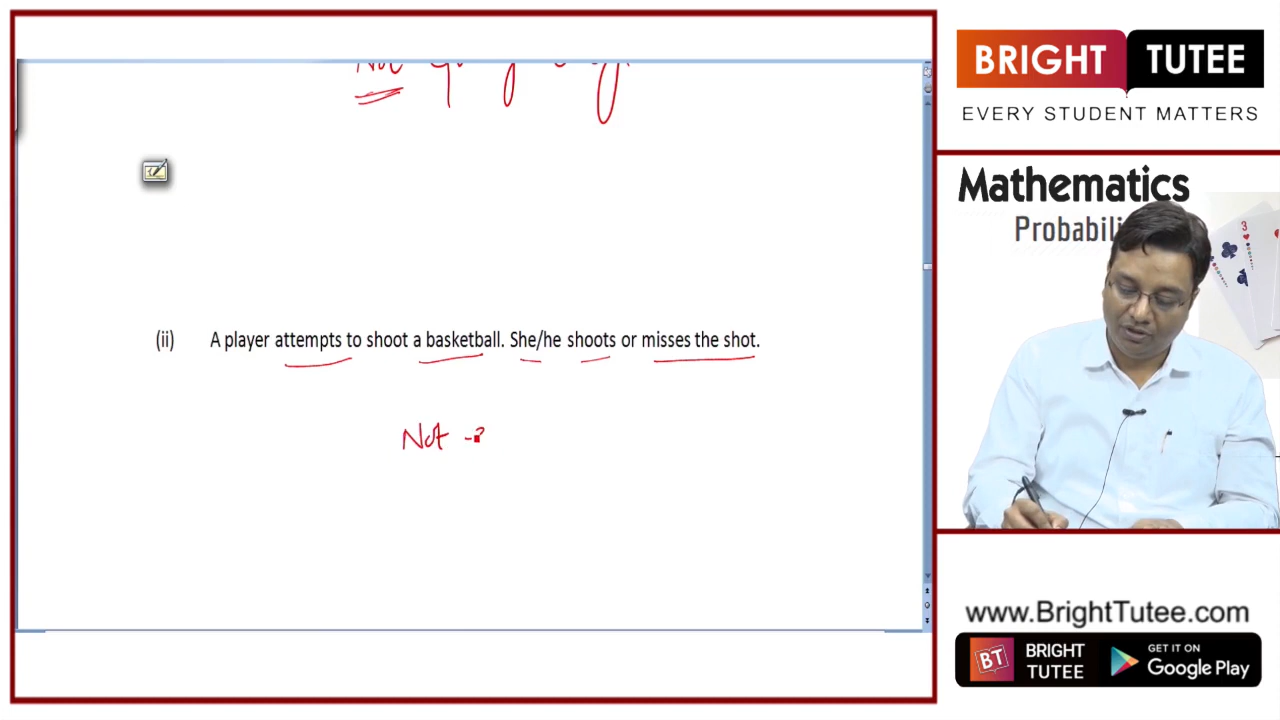 BRIGHT TUTEE
EVERY STUDENT MATTERS
Mathematics
Not
(ii) A player attempts to shoot a basketball. She/he shoots or misses the shot.
Not
www.BrightTutee.com
BT BRIGHT TUTEE
GET IT ON Google Play